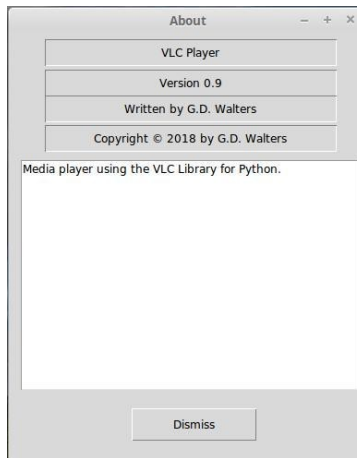 About
VLC Player
Version 0.9
Written by G.D. Walters
Copyright © 2018 by G.D. Walters
Media player using the VLC Library for Python.
Dismiss